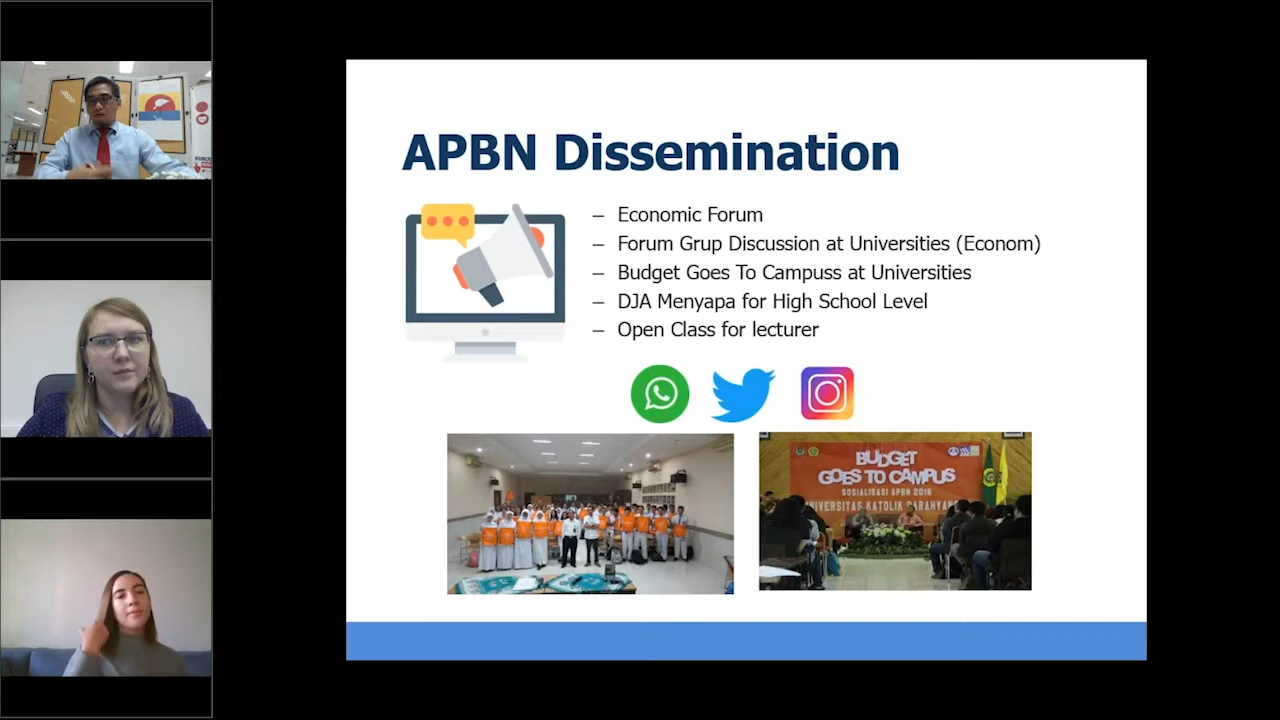 APBN Dissemination
– Economic Forum
– Forum Grup Discussion at Universities (Econom)
– Budget Goes To Campuss at Universities
– DJA Menyapa for High School Level
– Open Class for lecturer
BUDGET
GOES TO CAMPUS
SOSIALISASI APBN 2016
UNIVERSITAS KATOLIK PARAHYANGAN